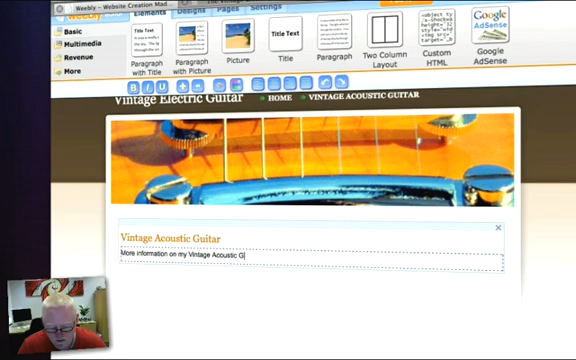 Weebly - Website Creation Mad
Elements Designs Pages Settings
Basic
Multimedia
Revenue
More
Title Text
Paragraph with Title
Paragraph with Picture
Picture
Title Text
Title
Paragraph
Two Column Layout
Custom HTML
Google AdSense
Google AdSense
B I U
Vintage Electric Guitar
HOME
VINTAGE ACOUSTIC GUITAR
Vintage Acoustic Guitar
More information on my Vintage Acoustic G